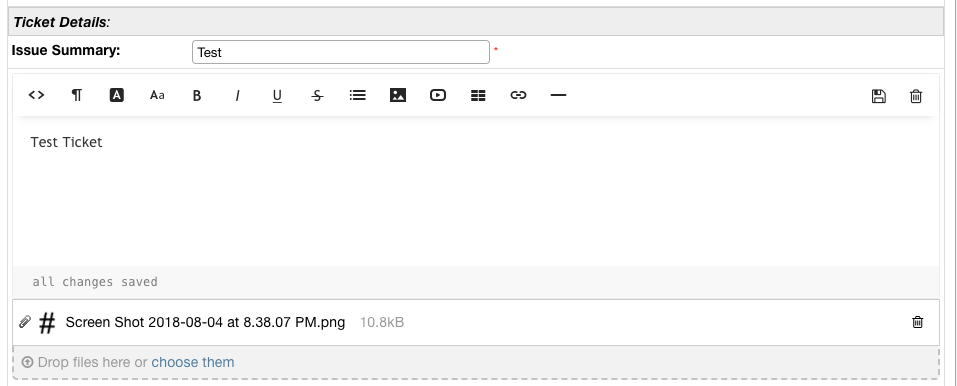 Ticket Details:
Issue Summary: Test *
<> ¶ A Aa B I U S
Test Ticket
all changes saved
# Screen Shot 2018-08-04 at 8.38.07 PM.png 10.8kB
Drop files here or choose them